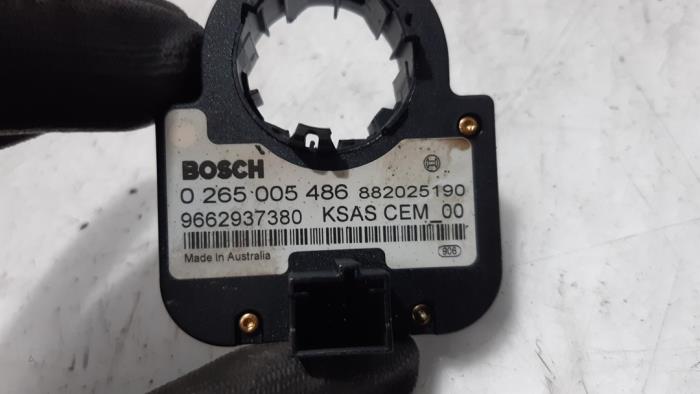 BOSCH
0 265 005 486 882025190
9662937380 KSAS CEM_00
Made In Australia 906